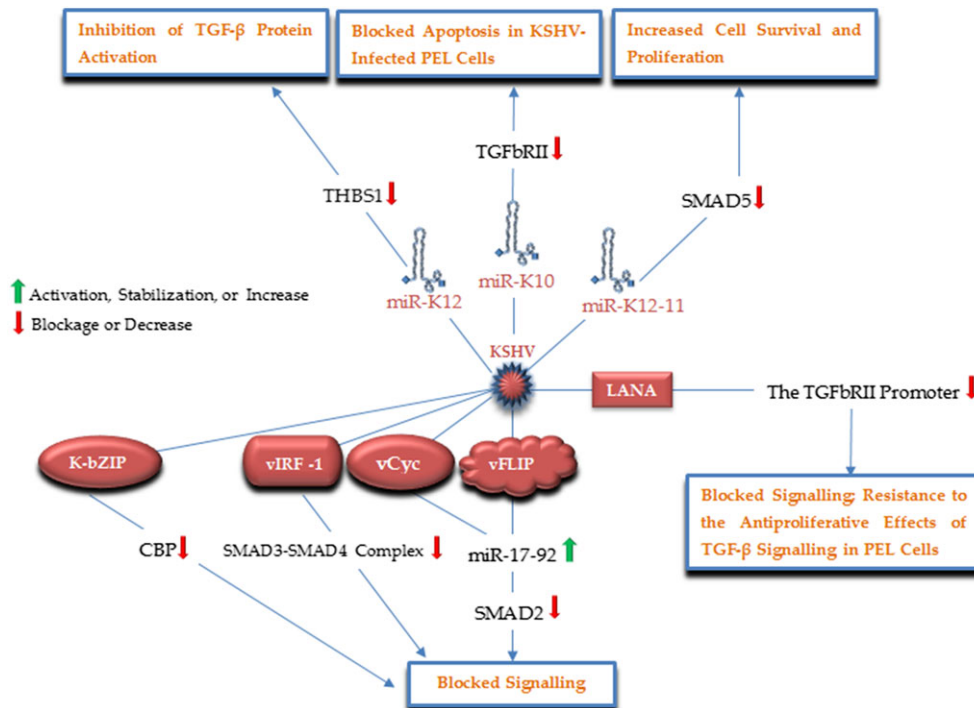 Inhibition of TGF-β Protein
Activation
Blocked Apoptosis in KSHV-
Infected PEL Cells
Increased Cell Survival and
Proliferation
TGFbRII
THBS1
SMAD5
miR-K12
miR-K10
miR-K12-11
Activation, Stabilization, or Increase
Blockage or Decrease
KSHV
LANA
The TGFbRII Promoter
K-bZIP
vIRF -1
vCyc
vFLIP
Blocked Signalling; Resistance to
the Antiproliferative Effects of
TGF-β Signalling in PEL Cells
CBP
SMAD3-SMAD4 Complex
miR-17-92
SMAD2
Blocked Signalling